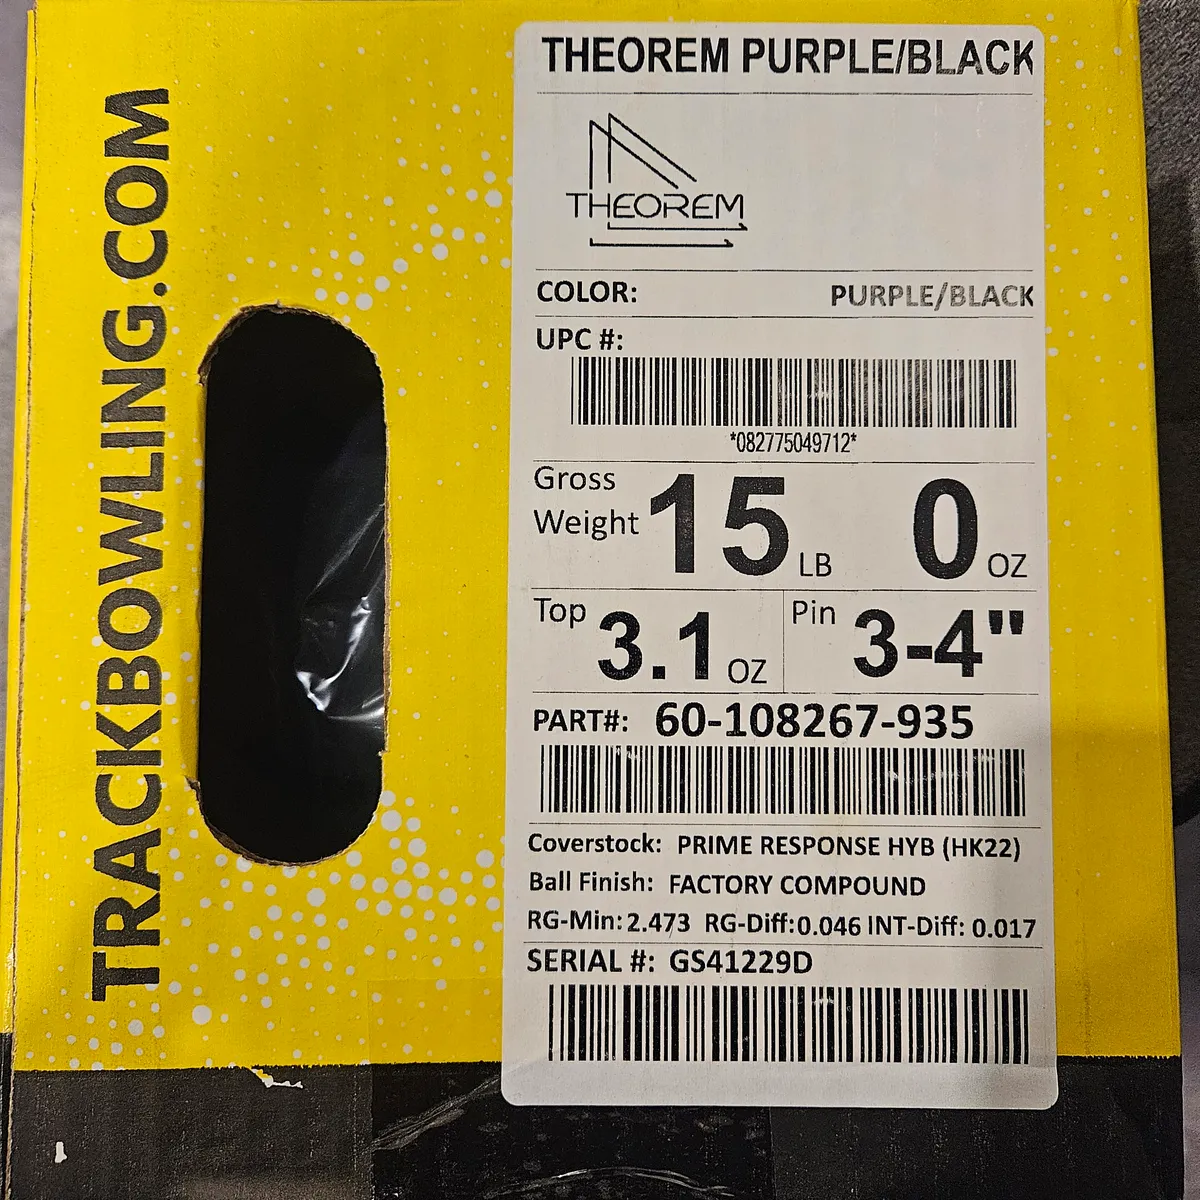 TRACKBOWLING.COM
THEOREM PURPLE/BLACK
THEOREM
COLOR: PURPLE/BLACK
UPC #:
*082775049712*
Gross Weight 15 LB 0 OZ
Top 3.1 OZ Pin 3-4"
PART#: 60-108267-935
Coverstock: PRIME RESPONSE HYB (HK22)
Ball Finish: FACTORY COMPOUND
RG-Min: 2.473 RG-Diff: 0.046 INT-Diff: 0.017
SERIAL #: GS41229D